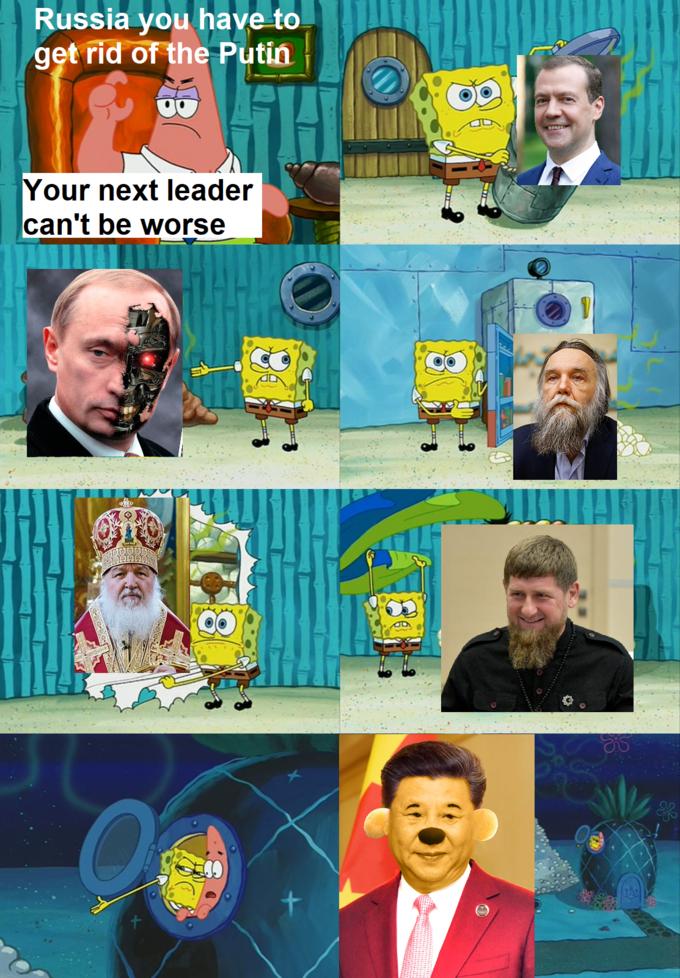 Russia you have to
get rid of the Putin
Your next leader
can't be worse